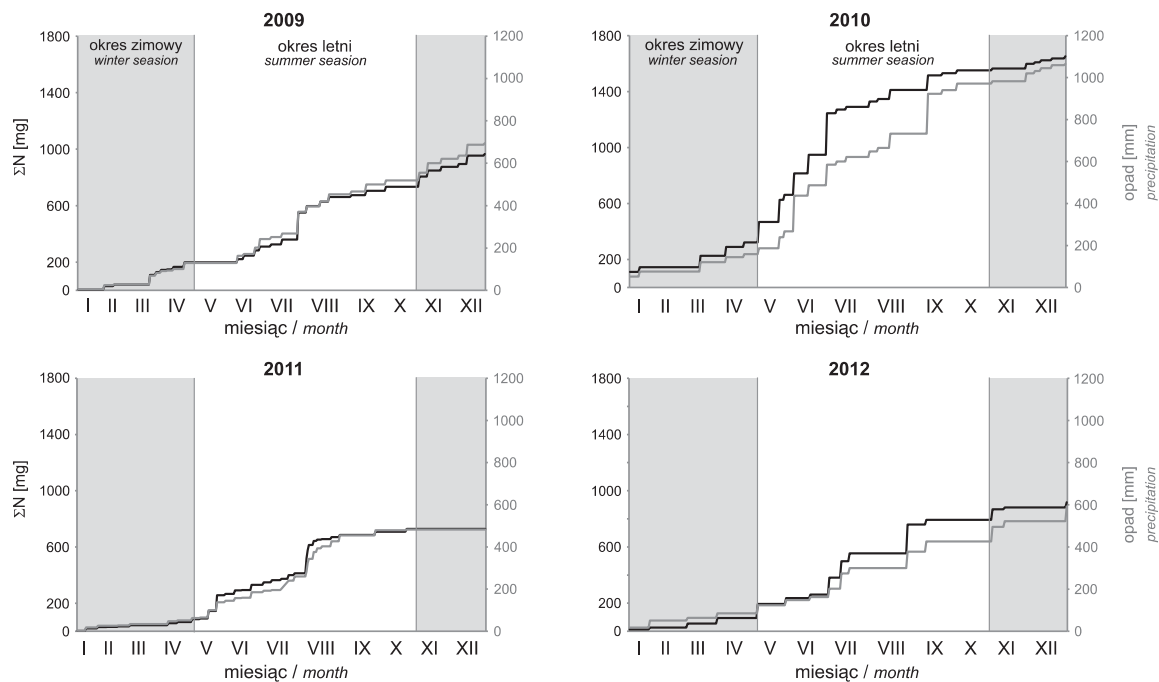 2009
okres zimowy
winter seasion
okres letni
summer seasion
1800
1400
1000
600
200
0
ΣN [mg]
1200
1000
800
600
400
200
0
I II III IV V VI VII VIII IX X XI XII
miesiąc / month
2010
okres zimowy
winter seasion
okres letni
summer seasion
1800
1400
1000
600
200
0
1200
1000
800
600
400
200
0
opad [mm]
precipitation
I II III IV V VI VII VIII IX X XI XII
miesiąc / month
2011
1800
1400
1000
600
200
0
ΣN [mg]
1200
1000
800
600
400
200
0
I II III IV V VI VII VIII IX X XI XII
miesiąc / month
2012
1800
1400
1000
600
200
0
1200
1000
800
600
400
200
0
opad [mm]
precipitation
I II III IV V VI VII VIII IX X XI XII
miesiąc / month